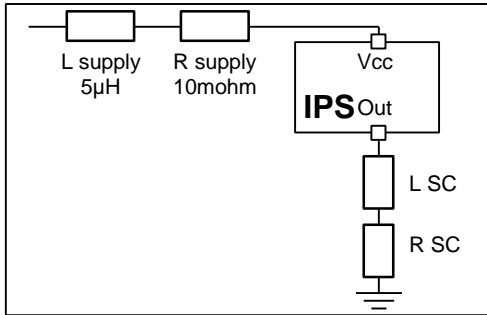 L supply
5µH
R supply
10mohm
Vcc
IPS Out
L SC
R SC